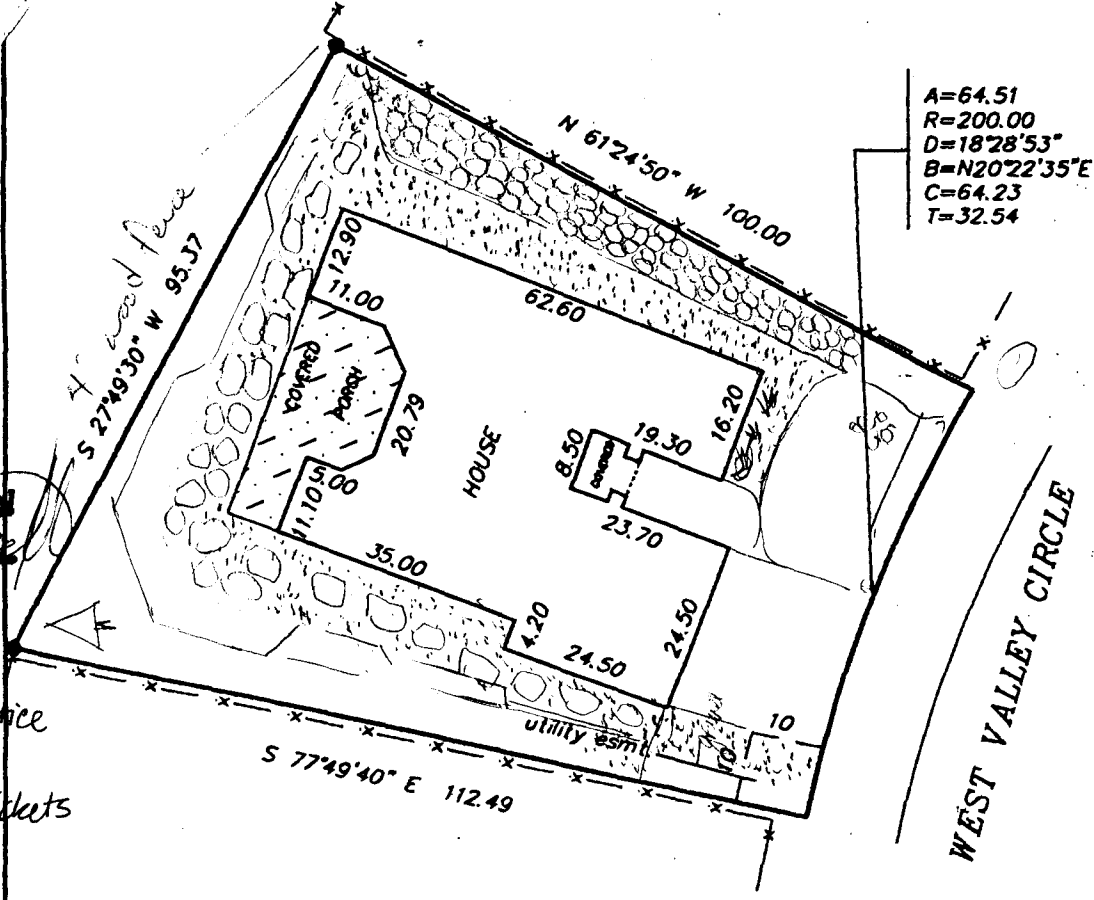 A=64.51
R=200.00
D=18°28'53"
B=N20°22'35"E
C=64.23
T=32.54
N 61°24'50" W 100.00
4' wood fence
S 27°49'30" W 95.37
12.90
11.00
62.60
COVERED
PORCH
20.79
16.20
19.30
8.50
COVERED
HOUSE
5.00
11.10
23.70
35.00
4.20
24.50
24.50
10
10
utility esmt.
S 77°49'40" E 112.49
WEST VALLEY CIRCLE